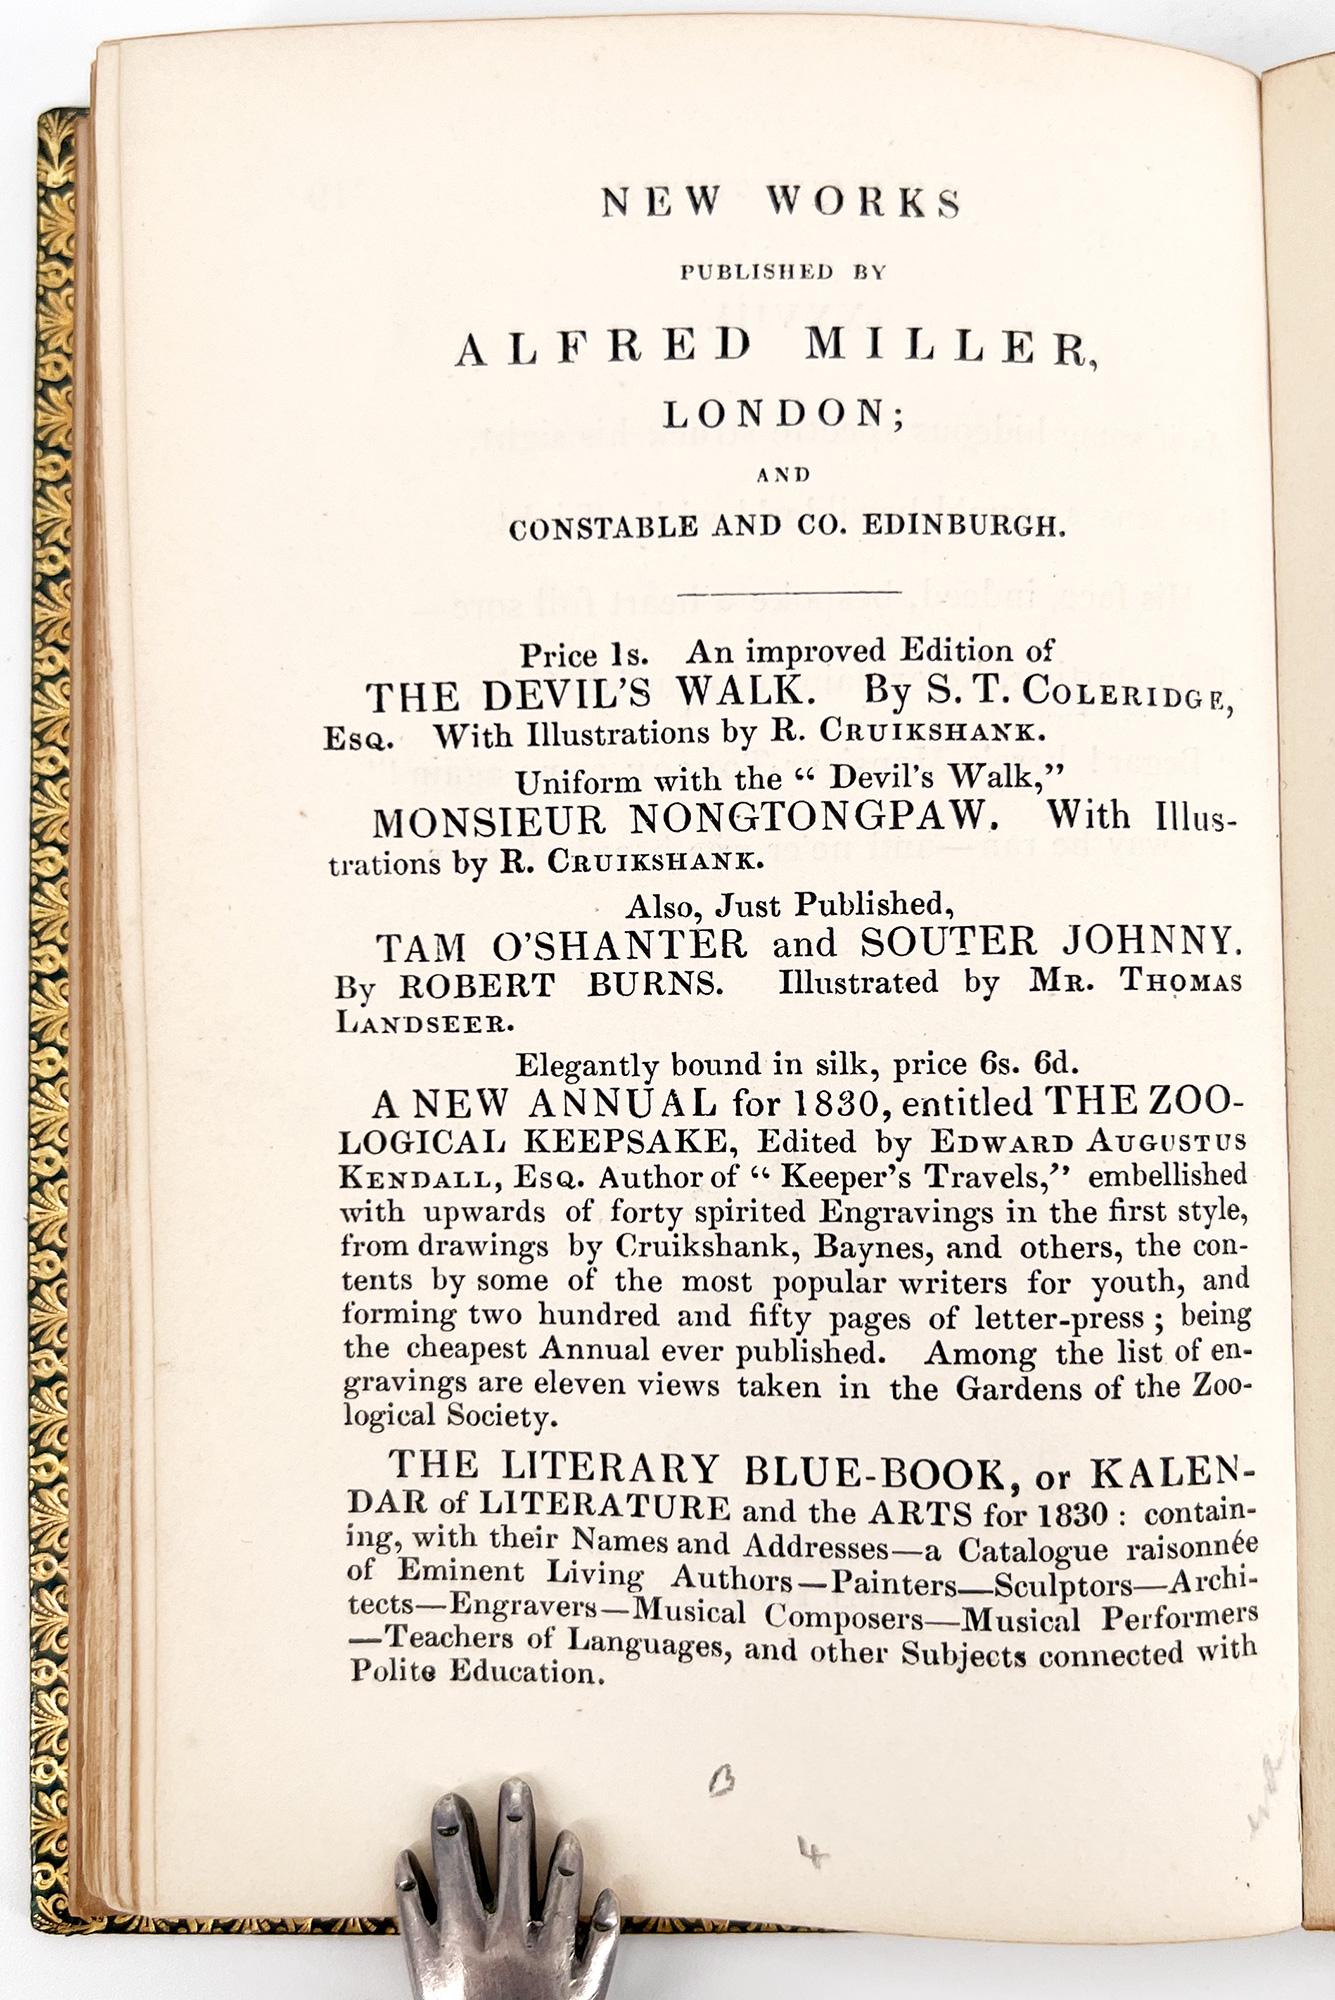 NEW WORKS
PUBLISHED BY
ALFRED MILLER,
LONDON;
AND
CONSTABLE AND CO. EDINBURGH.
Price 1s. An improved Edition of
THE DEVIL'S WALK. By S. T. COLERIDGE,
ESQ. With Illustrations by R. CRUIKSHANK.
Uniform with the “ Devil's Walk,”
MONSIEUR NONGTONGPAW. With Illus-
trations by R. CRUIKSHANK.
Also, Just Published,
TAM O'SHANTER and SOUTER JOHNNY.
By ROBERT BURNS. Illustrated by MR. THOMAS
LANDSEER.
Elegantly bound in silk, price 6s. 6d.
A NEW ANNUAL for 1830, entitled THE ZOO-
LOGICAL KEEPSAKE, Edited by EDWARD AUGUSTUS
KENDALL, ESQ. Author of “ Keeper's Travels,” embellished
with upwards of forty spirited Engravings in the first style,
from drawings by Cruikshank, Baynes, and others, the con-
tents by some of the most popular writers for youth, and
forming two hundred and fifty pages of letter-press ; being
the cheapest Annual ever published. Among the list of en-
gravings are eleven views taken in the Gardens of the Zoo-
logical Society.
THE LITERARY BLUE-BOOK, or KALEN-
DAR of LITERATURE and the ARTS for 1830 : contain-
ing, with their Names and Addresses—a Catalogue raisonnée
of Eminent Living Authors—Painters—Sculptors—Archi-
tects—Engravers—Musical Composers—Musical Performers
—Teachers of Languages, and other Subjects connected with
Polite Education.
B
4